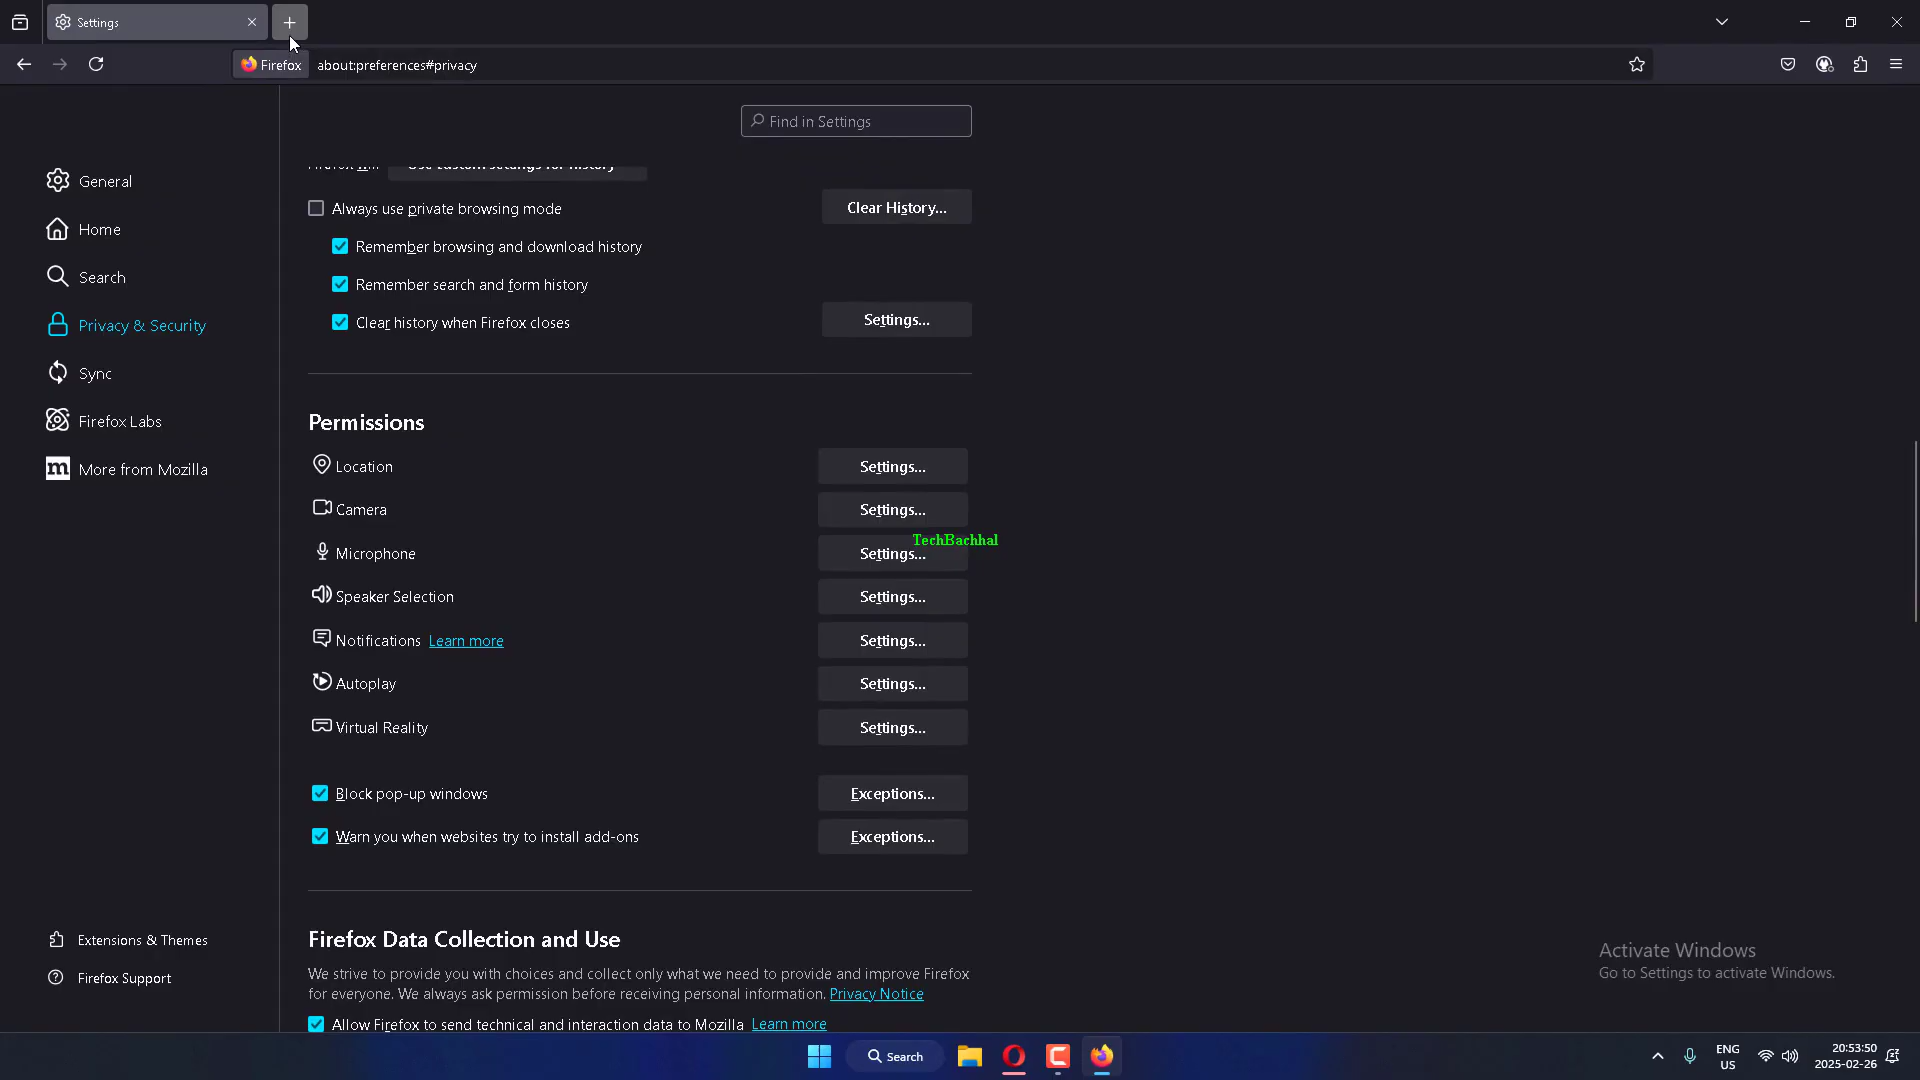 Settings
Firefox
about:preferences#privacy
Find in Settings
General
Home
Search
Privacy & Security
Sync
Firefox Labs
More from Mozilla
Extensions & Themes
Firefox Support
Firefox will
Use custom settings for history
Always use private browsing mode
Clear History...
Remember browsing and download history
Remember search and form history
Clear history when Firefox closes
Settings...
Permissions
Location
Settings...
Camera
Settings...
TechBachhal
Microphone
Settings...
Speaker Selection
Settings...
Notifications Learn more
Settings...
Autoplay
Settings...
Virtual Reality
Settings...
Block pop-up windows
Exceptions...
Warn you when websites try to install add-ons
Exceptions...
Firefox Data Collection and Use
We strive to provide you with choices and collect only what we need to provide and improve Firefox
for everyone. We always ask permission before receiving personal information. Privacy Notice
Allow Firefox to send technical and interaction data to Mozilla Learn more
Activate Windows
Go to Settings to activate Windows.
Search
ENG
US
20:53:50
2025-02-26